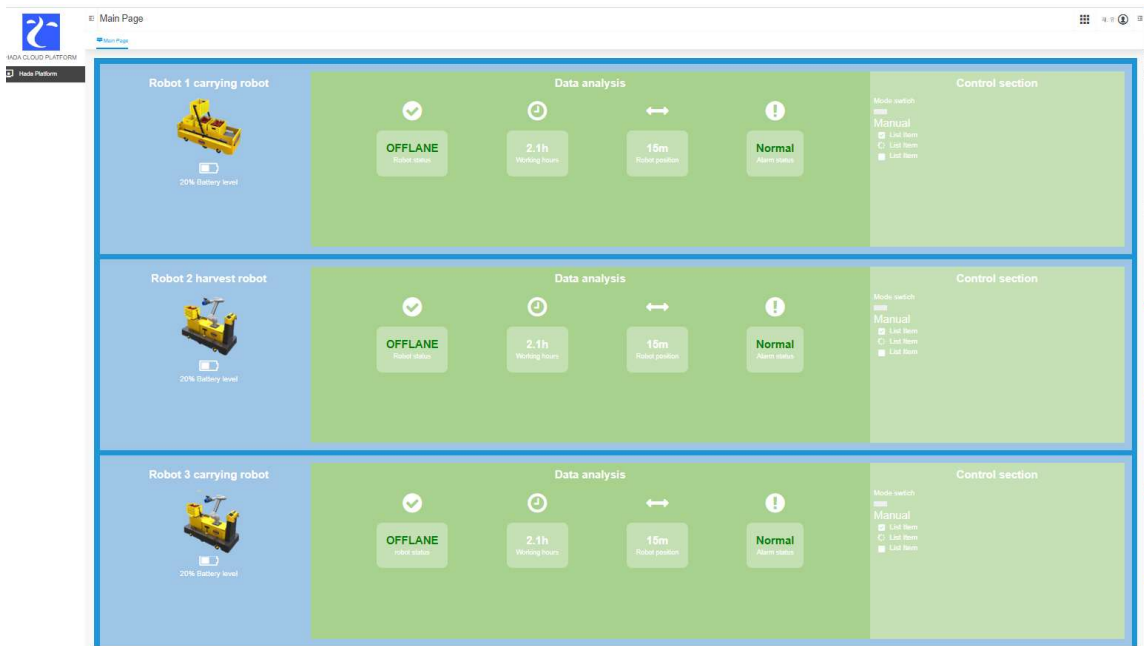 Main Page
Main Page
HADA CLOUD PLATFORM
Hada Platform
Robot 1 carrying robot
Data analysis
Control section
Mode switch
Manual
List Item
List Item
List Item
OFFLANE
2.1h
15m
Normal
Robot status
Working hours
Robot position
Alarm status
20% Battery level
Robot 2 harvest robot
Data analysis
Control section
Mode switch
Manual
List Item
List Item
List Item
OFFLANE
2.1h
15m
Normal
Robot status
Working hours
Robot position
Alarm status
20% Battery level
Robot 3 carrying robot
Data analysis
Control section
Mode switch
Manual
List Item
List Item
List Item
OFFLANE
2.1h
15m
Normal
robot status
Working hours
Robot position
Alarm status
20% Battery level